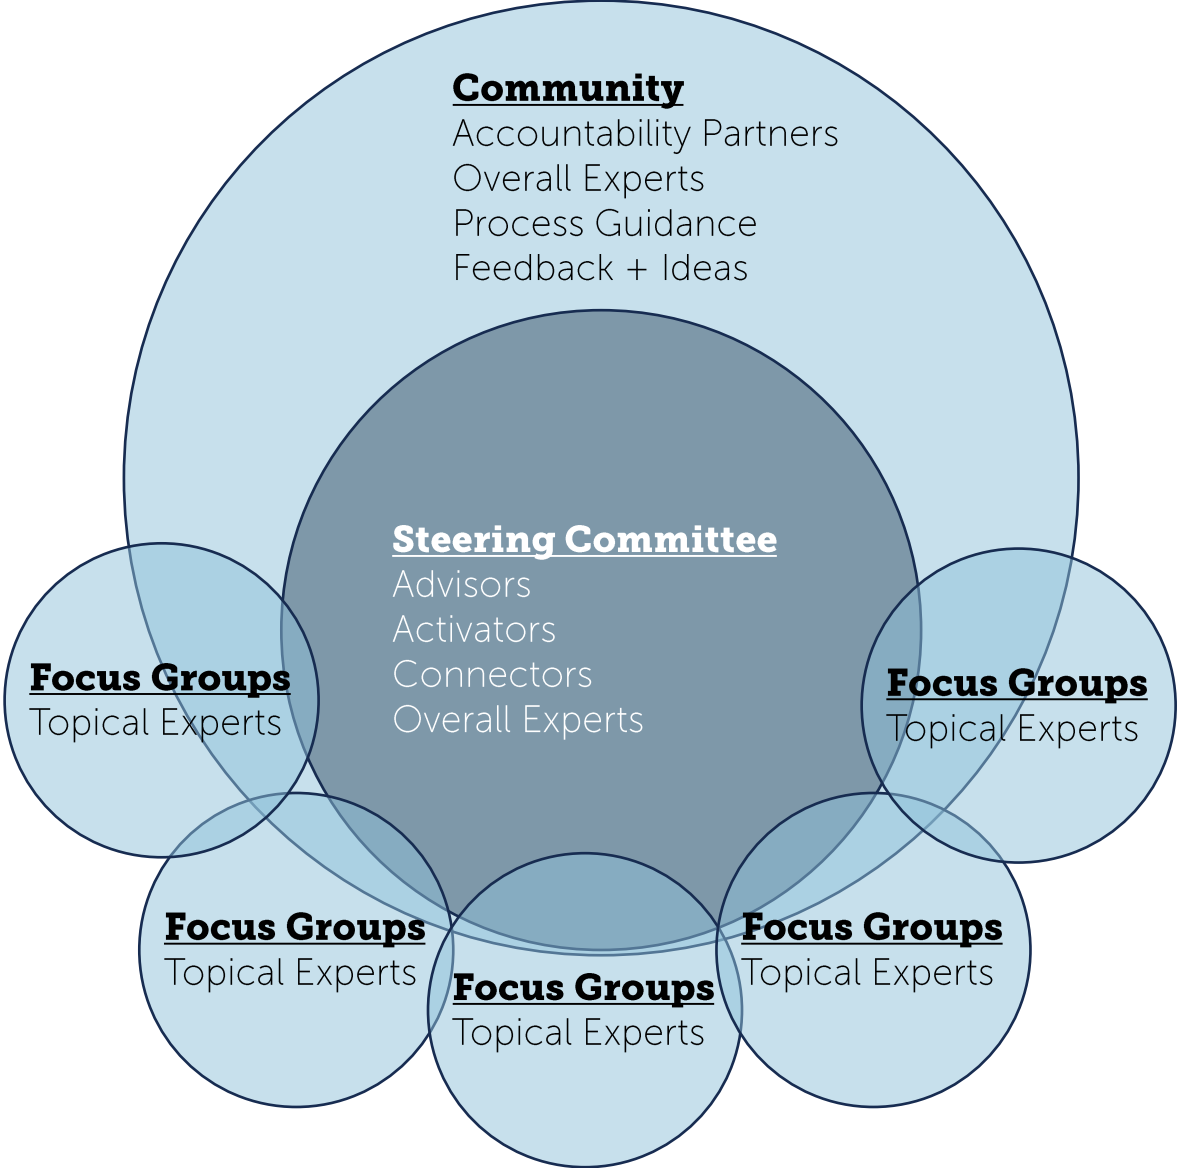 Community
Accountability Partners
Overall Experts
Process Guidance
Feedback + Ideas
Steering Committee
Advisors
Activators
Connectors
Overall Experts
Focus Groups
Topical Experts
Focus Groups
Topical Experts
Focus Groups
Topical Experts
Focus Groups
Topical Experts
Focus Groups
Topical Experts